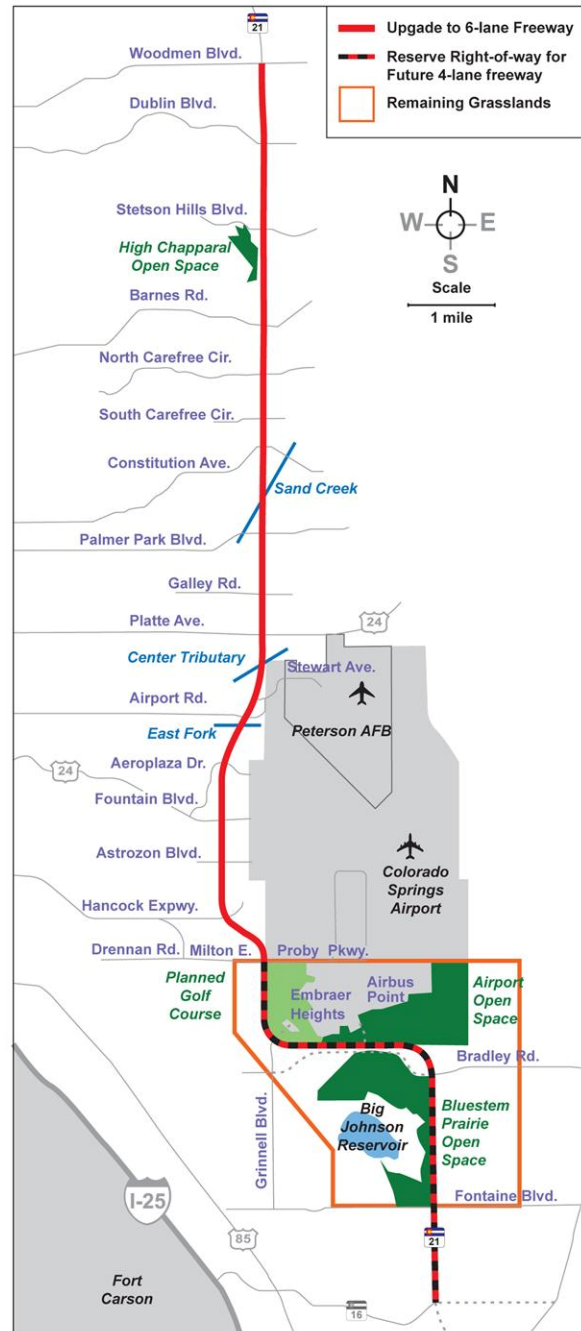 21
Upgade to 6-lane Freeway
Reserve Right-of-way for
Future 4-lane freeway
Remaining Grasslands
Woodmen Blvd.
Dublin Blvd.
N
W E
S
Scale
1 mile
Stetson Hills Blvd.
High Chapparal
Open Space
Barnes Rd.
North Carefree Cir.
South Carefree Cir.
Constitution Ave.
Sand Creek
Palmer Park Blvd.
Galley Rd.
Platte Ave.
24
Center Tributary
Stewart Ave.
Airport Rd.
Peterson AFB
East Fork
Aeroplaza Dr.
24
Fountain Blvd.
Astrozon Blvd.
Colorado
Springs
Airport
Hancock Expwy.
Drennan Rd. Milton E. Proby Pkwy.
Planned
Golf
Course
Embraer
Heights
Airbus
Point
Airport
Open
Space
Bradley Rd.
Grinnell Blvd.
Big
Johnson
Reservoir
Bluestem
Prairie
Open
Space
Fontaine Blvd.
I-25
85
21
Fort
Carson
16